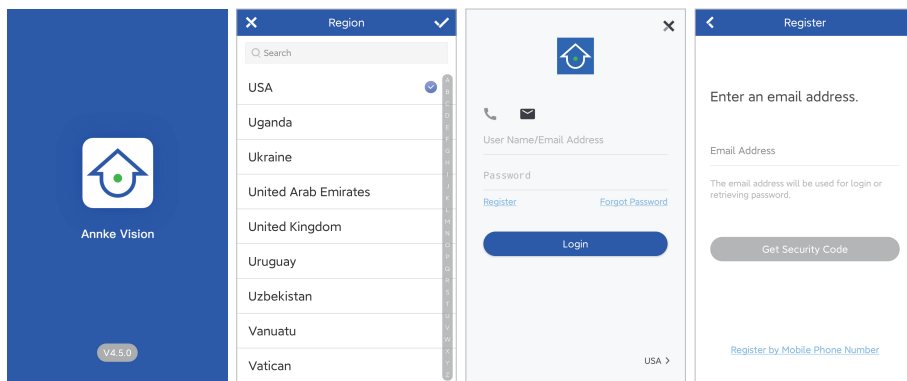 Annke Vision
V4.5.0
Region
Search
USA
Uganda
Ukraine
United Arab Emirates
United Kingdom
Uruguay
Uzbekistan
Vanuatu
Vatican
A
B
C
D
E
F
G
H
I
J
K
L
M
N
O
P
Q
R
S
T
U
V
W
X
Y
Z
User Name/Email Address
Password
Register Forgot Password
Login
USA >
Register
Enter an email address.
Email Address
The email address will be used for login or
retrieving password.
Get Security Code
Register by Mobile Phone Number